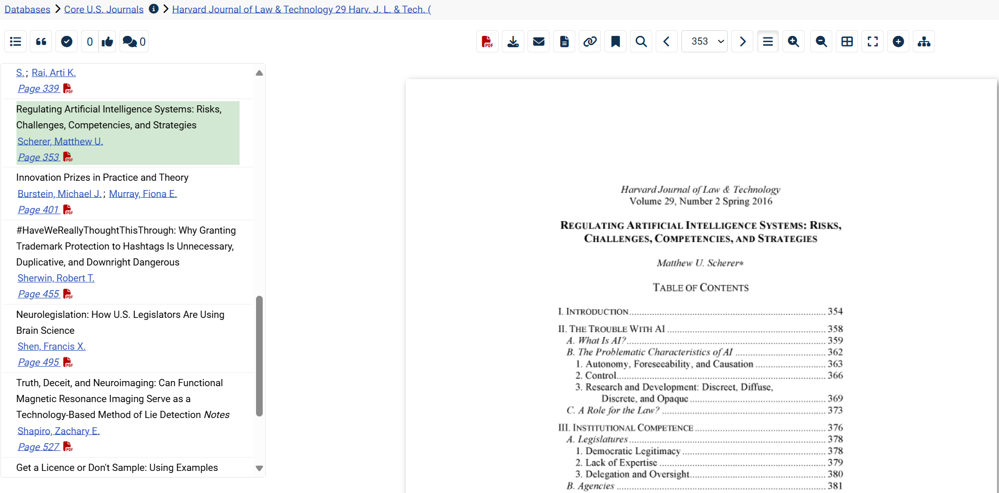 Databases > Core U.S. Journals > Harvard Journal of Law & Technology 29 Harv. J. L. & Tech. (
0 0 353
S. ; Rai, Arti K.
Page 339
Regulating Artificial Intelligence Systems: Risks,
Challenges, Competencies, and Strategies
Scherer, Matthew U.
Page 353
Innovation Prizes in Practice and Theory
Burstein, Michael J. ; Murray, Fiona E.
Page 401
#HaveWeReallyThoughtThisThrough: Why Granting
Trademark Protection to Hashtags Is Unnecessary,
Duplicative, and Downright Dangerous
Sherwin, Robert T.
Page 455
Neurolegislation: How U.S. Legislators Are Using
Brain Science
Shen, Francis X.
Page 495
Truth, Deceit, and Neuroimaging: Can Functional
Magnetic Resonance Imaging Serve as a
Technology-Based Method of Lie Detection Notes
Shapiro, Zachary E.
Page 527
Get a Licence or Don't Sample: Using Examples
Harvard Journal of Law & Technology
Volume 29, Number 2 Spring 2016
REGULATING ARTIFICIAL INTELLIGENCE SYSTEMS: RISKS,
CHALLENGES, COMPETENCIES, AND STRATEGIES
Matthew U. Scherer*
TABLE OF CONTENTS
I. INTRODUCTION 354
II. THE TROUBLE WITH AI 358
A. What Is AI? 359
B. The Problematic Characteristics of AI 362
1. Autonomy, Foreseeability, and Causation 363
2. Control 366
3. Research and Development: Discreet, Diffuse,
Discrete, and Opaque 369
C. A Role for the Law? 373
III. INSTITUTIONAL COMPETENCE 376
A. Legislatures 378
1. Democratic Legitimacy 378
2. Lack of Expertise 379
3. Delegation and Oversight 380
B. Agencies 381